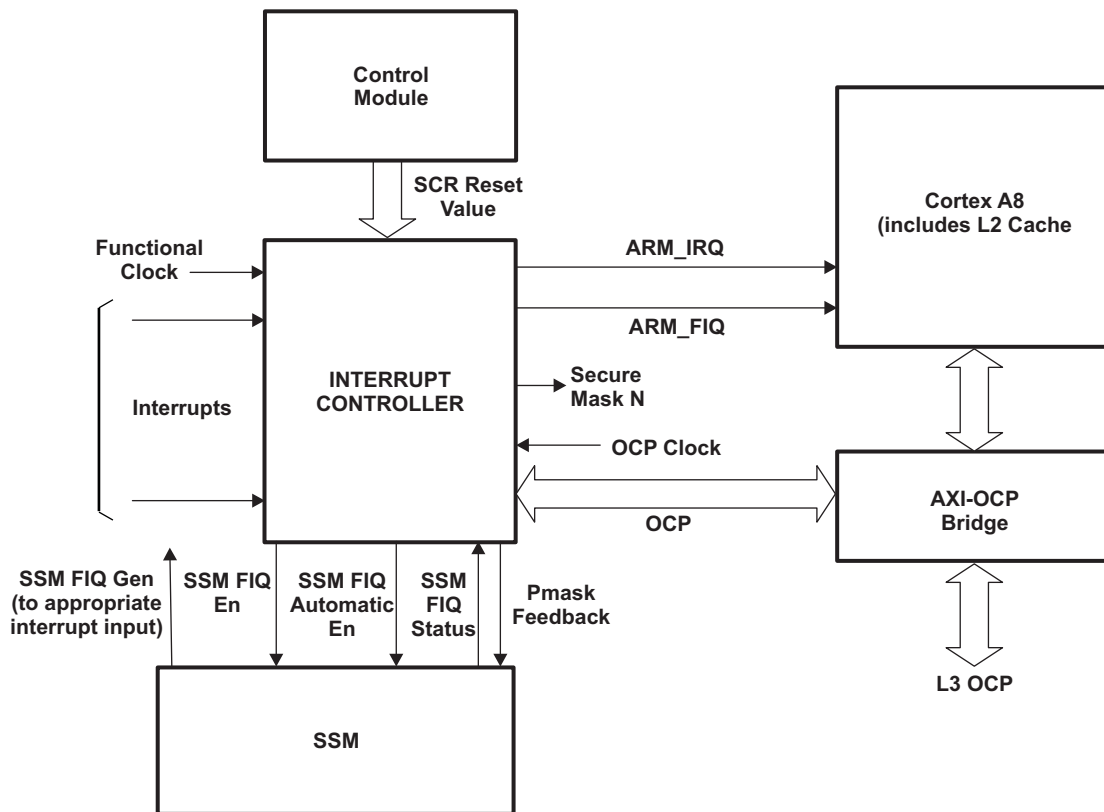 Control
Module
SCR Reset
Value
Cortex A8
(includes L2 Cache
Functional
Clock
ARM_IRQ
ARM_FIQ
INTERRUPT
CONTROLLER
Secure
Mask N
Interrupts
OCP Clock
OCP
AXI-OCP
Bridge
SSM FIQ Gen
(to appropriate
interrupt input)
SSM FIQ
En
SSM FIQ
Automatic
En
SSM
FIQ
Status
Pmask
Feedback
L3 OCP
SSM